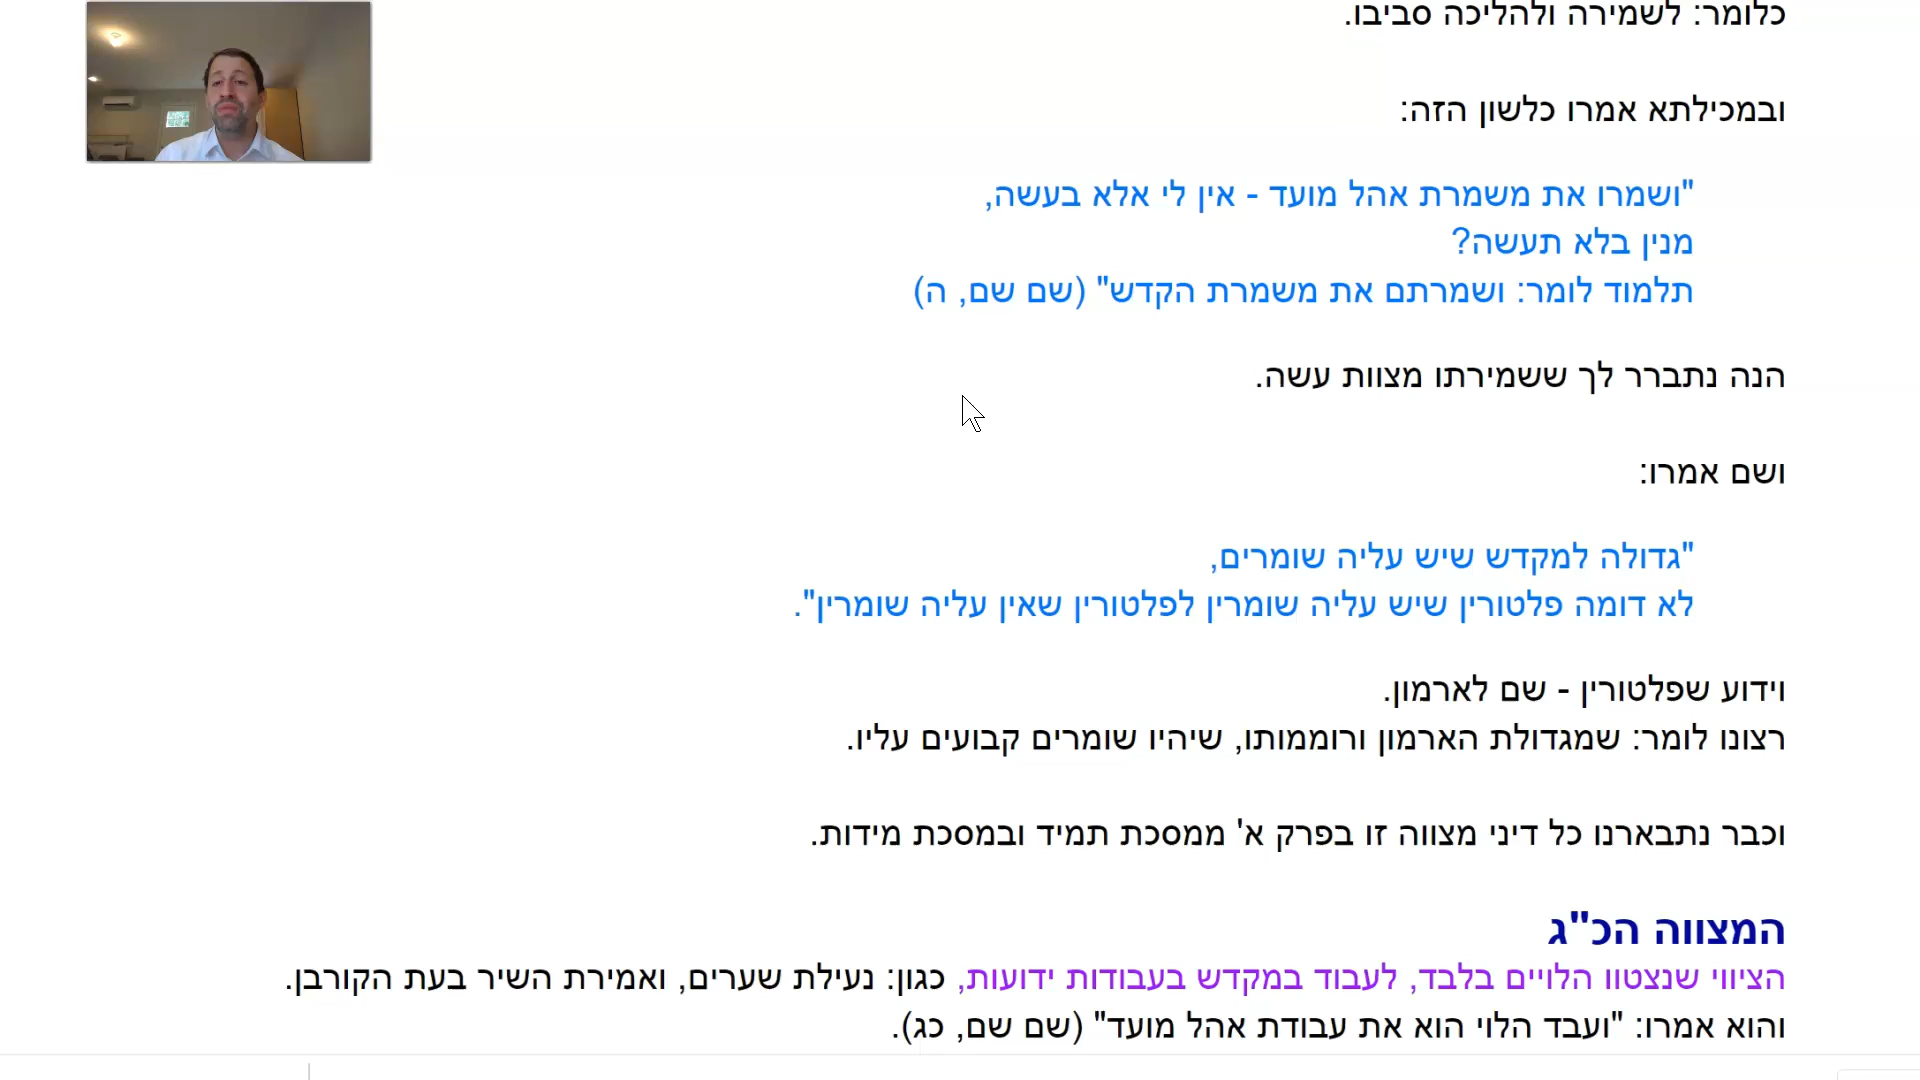 כלומר: לשמירה ולהליכה סביבו.
ובמכילתא אמרו כלשון הזה:
"ושמרו את משמרת אהל מועד - אין לי אלא בעשה,
מנין בלא תעשה?
תלמוד לומר: ושמרתם את משמרת הקדש" (שם שם, ה)
הנה נתברר לך ששמירתו מצוות עשה.
ושם אמרו:
"גדולה למקדש שיש עליה שומרים,
לא דומה פלטורין שיש עליה שומרין לפלטורין שאין עליה שומרין".
וידוע שפלטורין - שם לארמון.
רצונו לומר: שמגדולת הארמון ורוממותו, שיהיו שומרים קבועים עליו.
וכבר נתבארנו כל דיני מצווה זו בפרק א' ממסכת תמיד ובמסכת מידות.
המצווה הכ"ג
הציווי שנצטוו הלויים בלבד, לעבוד במקדש בעבודות ידועות, כגון: נעילת שערים, ואמירת השיר בעת הקורבן.
והוא אמרו: "ועבד הלוי הוא את עבודת אהל מועד" (שם שם, כג).